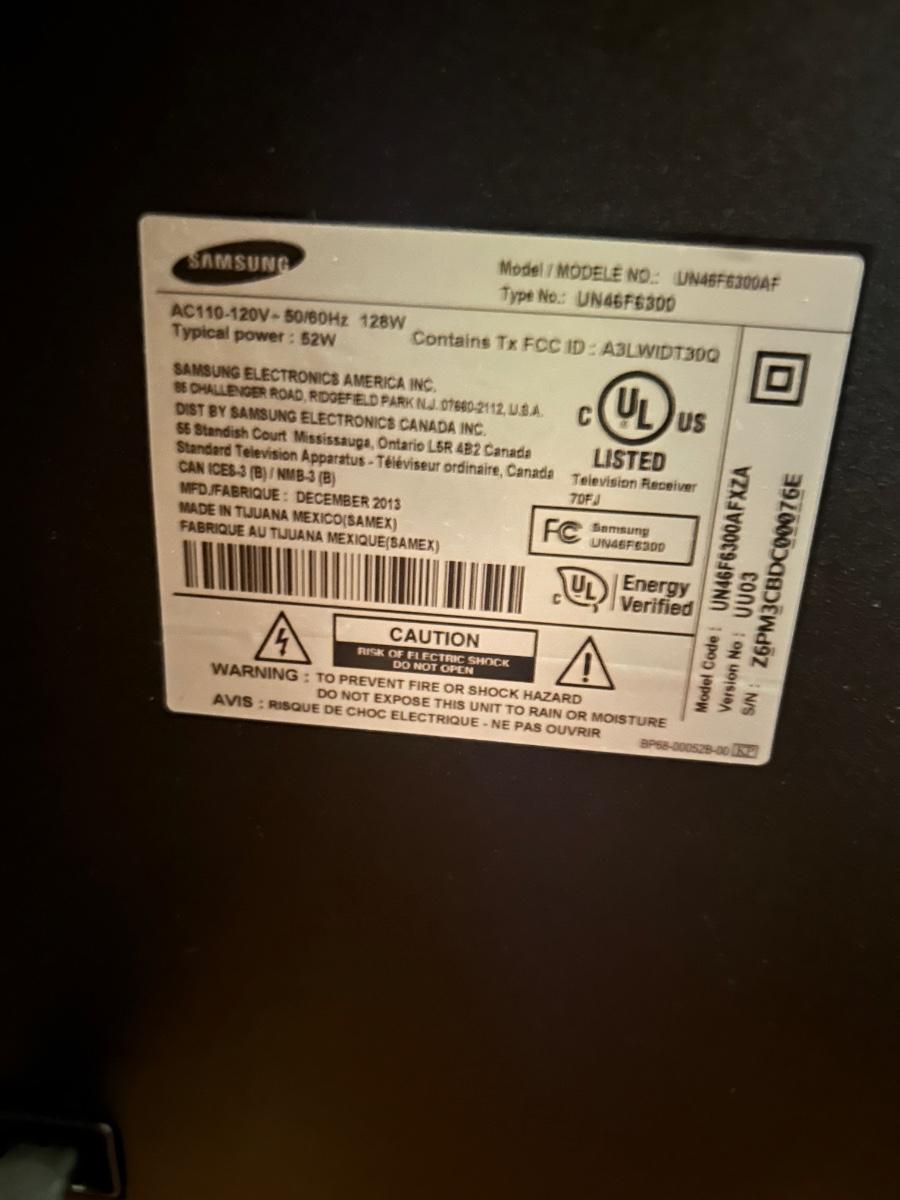 SAMSUNG
Model / MODELE NO.: UN46F6300AF
Type No.: UN46F6300
AC110-120V~ 50/60Hz 128W
Typical power : 52W
Contains Tx FCC ID : A3LWIDT30Q
SAMSUNG ELECTRONICS AMERICA INC.
85 CHALLENGER ROAD, RIDGEFIELD PARK N.J. 07660-2112, U.S.A.
DIST BY SAMSUNG ELECTRONICS CANADA INC.
55 Standish Court Mississauga, Ontario L5R 4B2 Canada
Standard Television Apparatus - Téléviseur ordinaire, Canada
CAN ICES-3 (B) / NMB-3 (B)
MFD./FABRIQUE : DECEMBER 2013
MADE IN TIJUANA MEXICO(SAMEX)
FABRIQUE AU TIJUANA MEXIQUE(SAMEX)
C UL US
®
LISTED
Television Receiver
70FJ
FC Samsung
UN46F6300
C UL Energy
Verified
CAUTION
RISK OF ELECTRIC SHOCK
DO NOT OPEN
WARNING : TO PREVENT FIRE OR SHOCK HAZARD
DO NOT EXPOSE THIS UNIT TO RAIN OR MOISTURE
AVIS : RISQUE DE CHOC ELECTRIQUE - NE PAS OUVRIR
BP68-00052B-00 KP
Model Code : UN46F6300AFXZA
Version No : UU03
S/N : Z6PM3CBDC00076E